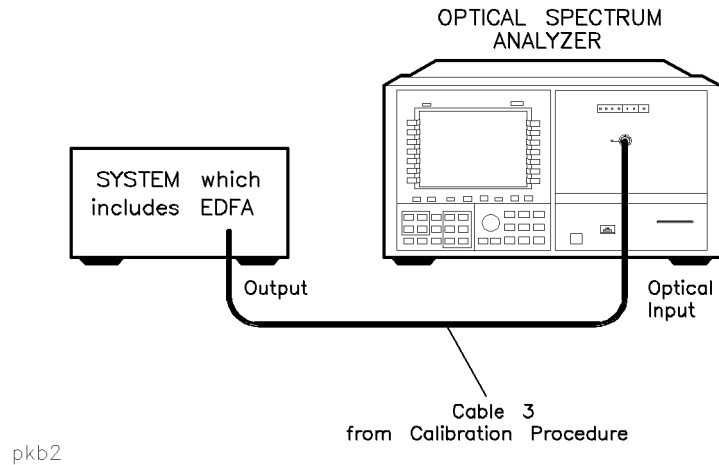 OPTICAL SPECTRUM
ANALYZER
SYSTEM which
includes EDFA
Output
Optical
Input
Cable 3
from Calibration Procedure
pkb2